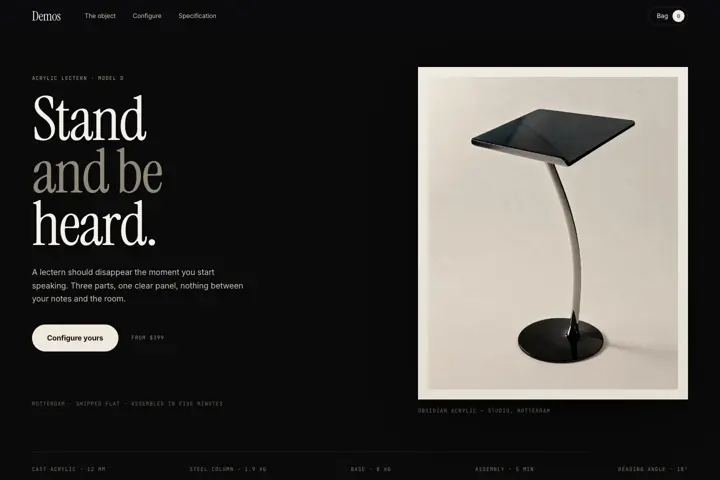 Demos
The object
Configure
Specification
Bag 0
ACRYLIC LECTERN · MODEL D
Stand
and be
heard.
A lectern should disappear the moment you start
speaking. Three parts, one clear panel, nothing between
your notes and the room.
Configure yours
FROM $399
ROTTERDAM · SHIPPED FLAT · ASSEMBLED IN FIVE MINUTES
OBSIDIAN ACRYLIC — STUDIO, ROTTERDAM
CAST ACRYLIC · 12 MM
STEEL COLUMN · 1.9 KG
BASE · 8 KG
ASSEMBLY · 5 MIN
READING ANGLE · 18°